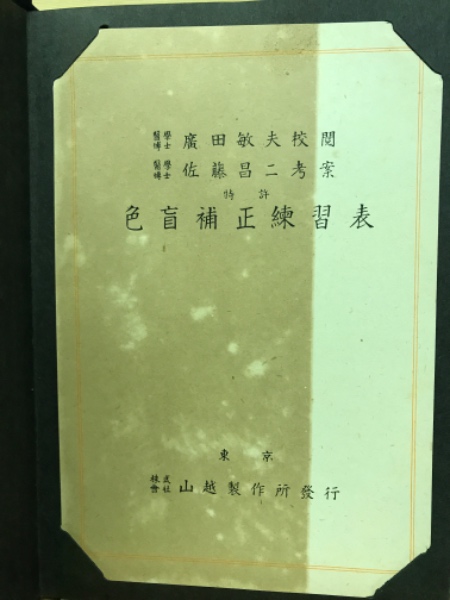 醫學博士 廣田敏夫校閲
醫學博士 佐藤昌二考案
特許
色盲補正練習表
東京
株式會社 山越製作所發行